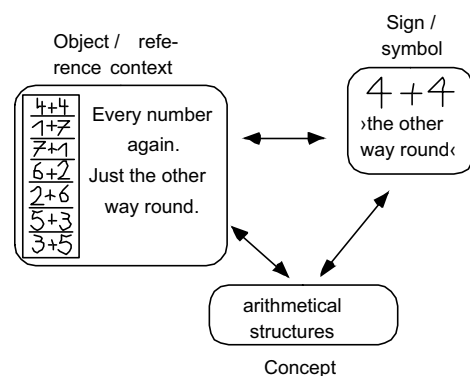 Object / refe-
rence context
4+4
1+7
7+1
6+2
2+6
5+3
3+5
Every number
again.
Just the other
way round.
Sign /
symbol
4+4
›the other
way round‹
arithmetical
structures
Concept